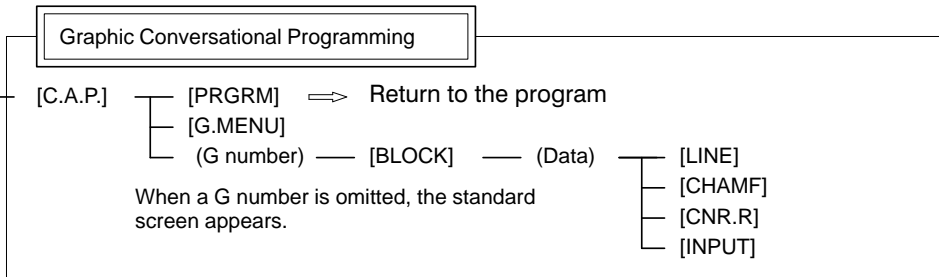 Graphic Conversational Programming
[C.A.P.] [PRGRM] Return to the program
[G.MENU]
(G number) [BLOCK] (Data) [LINE]
When a G number is omitted, the standard
screen appears.
[CHAMF]
[CNR.R]
[INPUT]